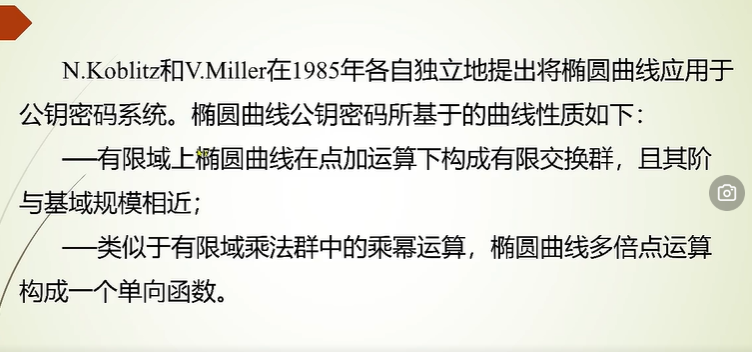 N.Koblitz和V.Miller在1985年各自独立地提出将椭圆曲线应用于
公钥密码系统。椭圆曲线公钥密码所基于的曲线性质如下：
──有限域上椭圆曲线在点加运算下构成有限交换群，且其阶
与基域规模相近；
──类似于有限域乘法群中的乘幂运算，椭圆曲线多倍点运算
构成一个单向函数。